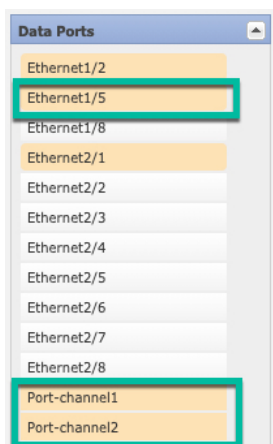 Data Ports
Ethernet1/2
Ethernet1/5
Ethernet1/8
Ethernet2/1
Ethernet2/2
Ethernet2/3
Ethernet2/4
Ethernet2/5
Ethernet2/6
Ethernet2/7
Ethernet2/8
Port-channel1
Port-channel2